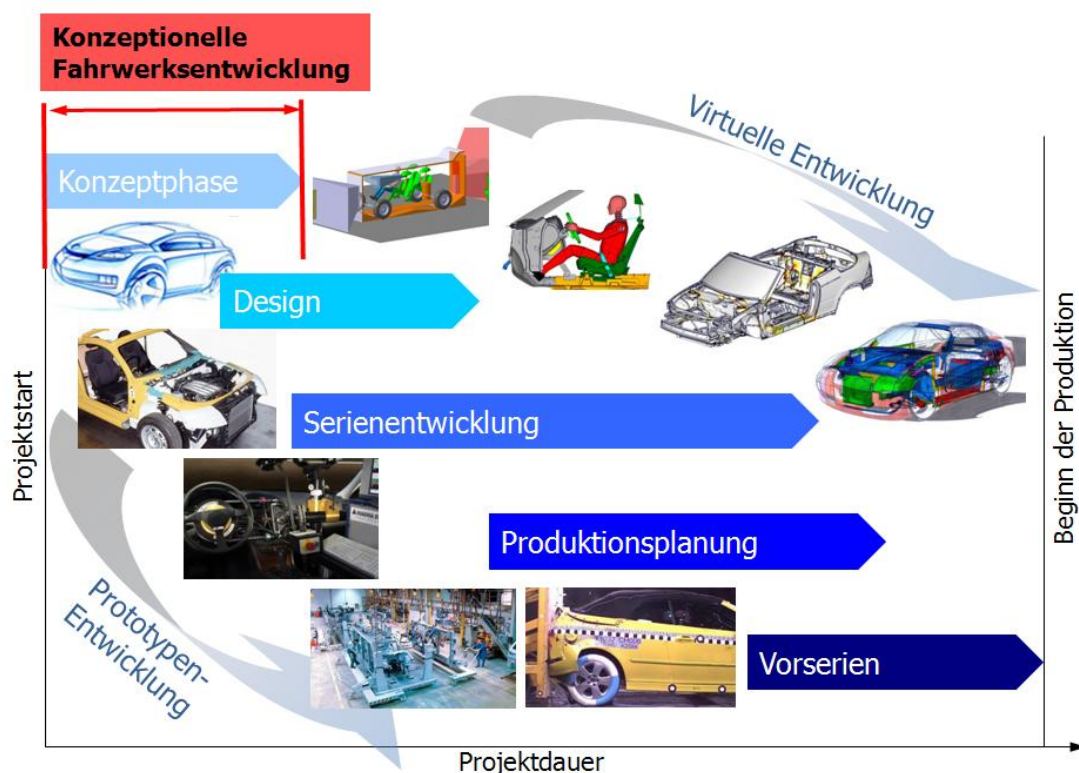 Konzeptionelle
Fahrwerksentwicklung
Konzeptphase
Virtuelle Entwicklung
Design
Serienentwicklung
Produktionsplanung
Vorserien
Prototypen-
Entwicklung
Projektstart
Beginn der Produktion
Projektdauer